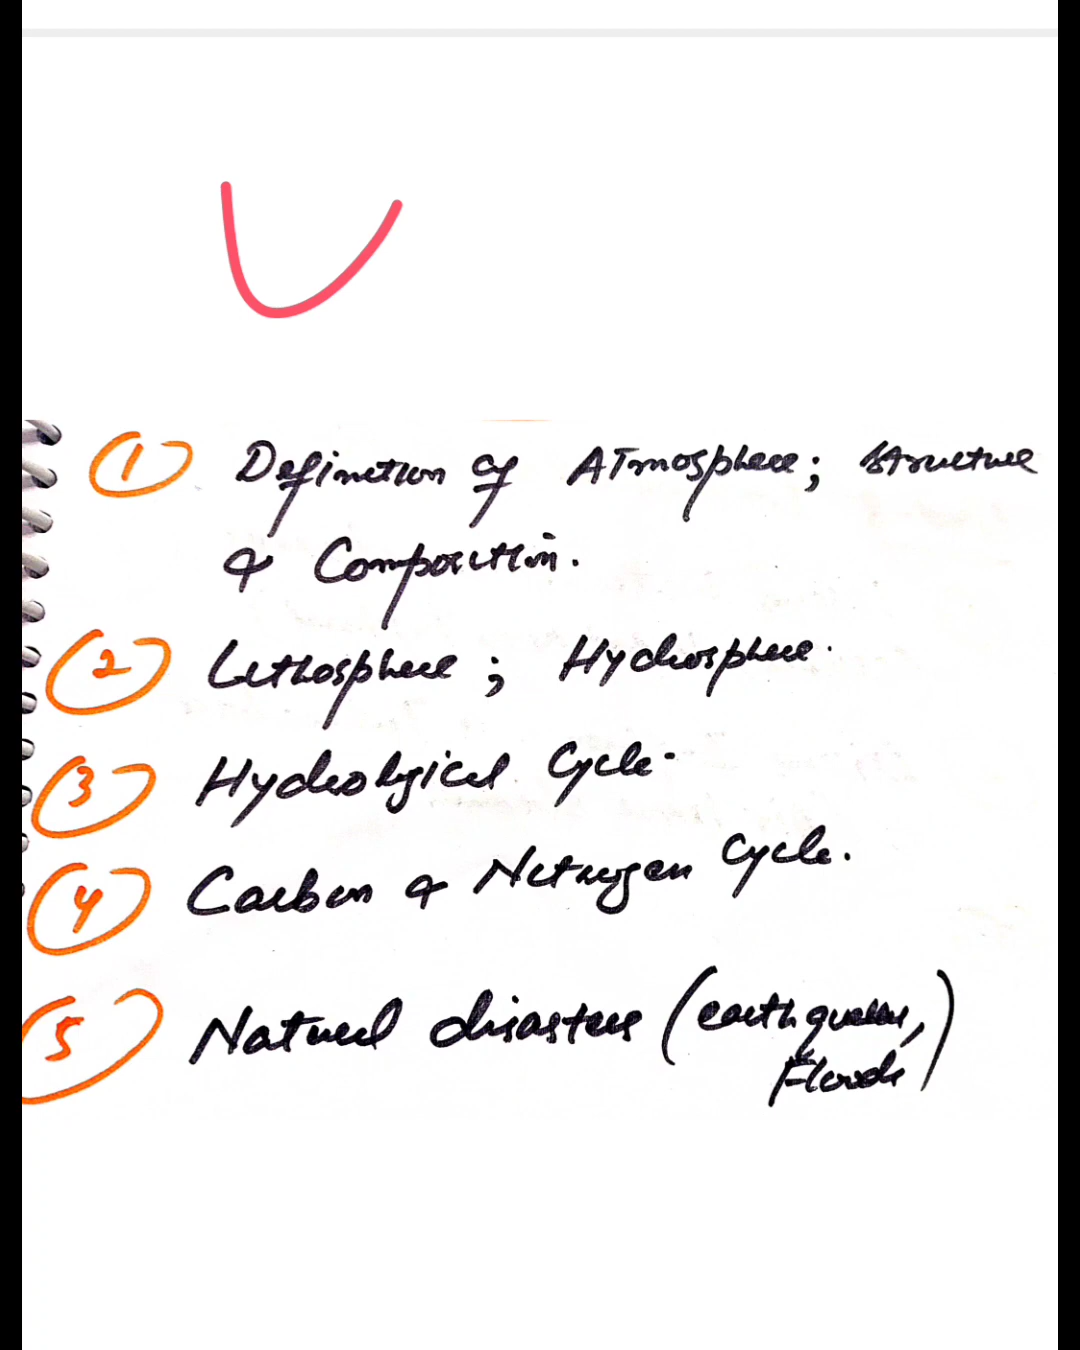 1 Definition of Atmosphere; structure
& Composition.
2 Lithosphere; Hydrosphere.
3 Hydrological Cycle.
4 Carbon & Nitrogen Cycle.
5 Natural disasters (earthquakes,
Floods)